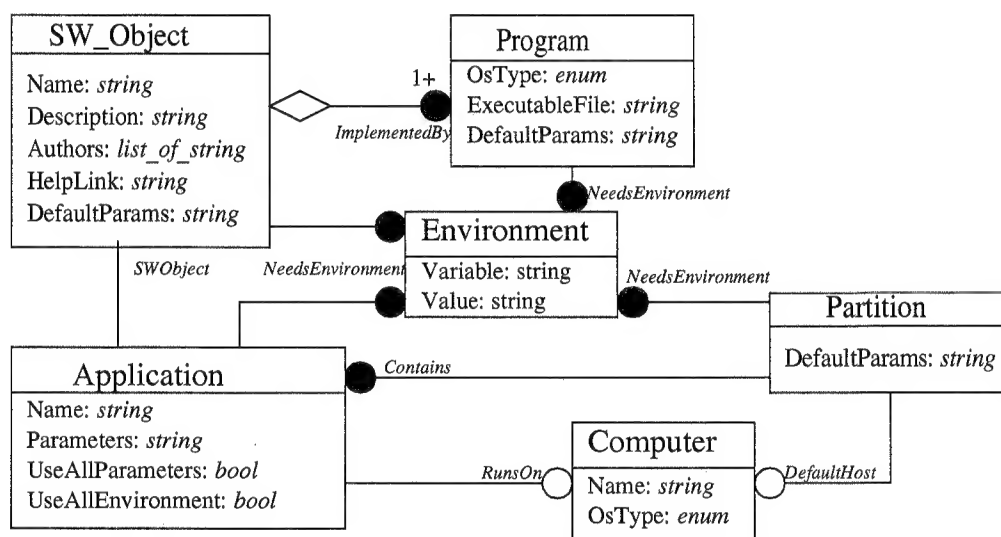 SW_Object
Name: string
Description: string
Authors: list_of_string
HelpLink: string
DefaultParams: string
1+
ImplementedBy
Program
OsType: enum
ExecutableFile: string
DefaultParams: string
NeedsEnvironment
Environment
Variable: string
Value: string
SWObject
NeedsEnvironment
NeedsEnvironment
Partition
DefaultParams: string
Application
Name: string
Parameters: string
UseAllParameters: bool
UseAllEnvironment: bool
Contains
RunsOn
Computer
Name: string
OsType: enum
DefaultHost